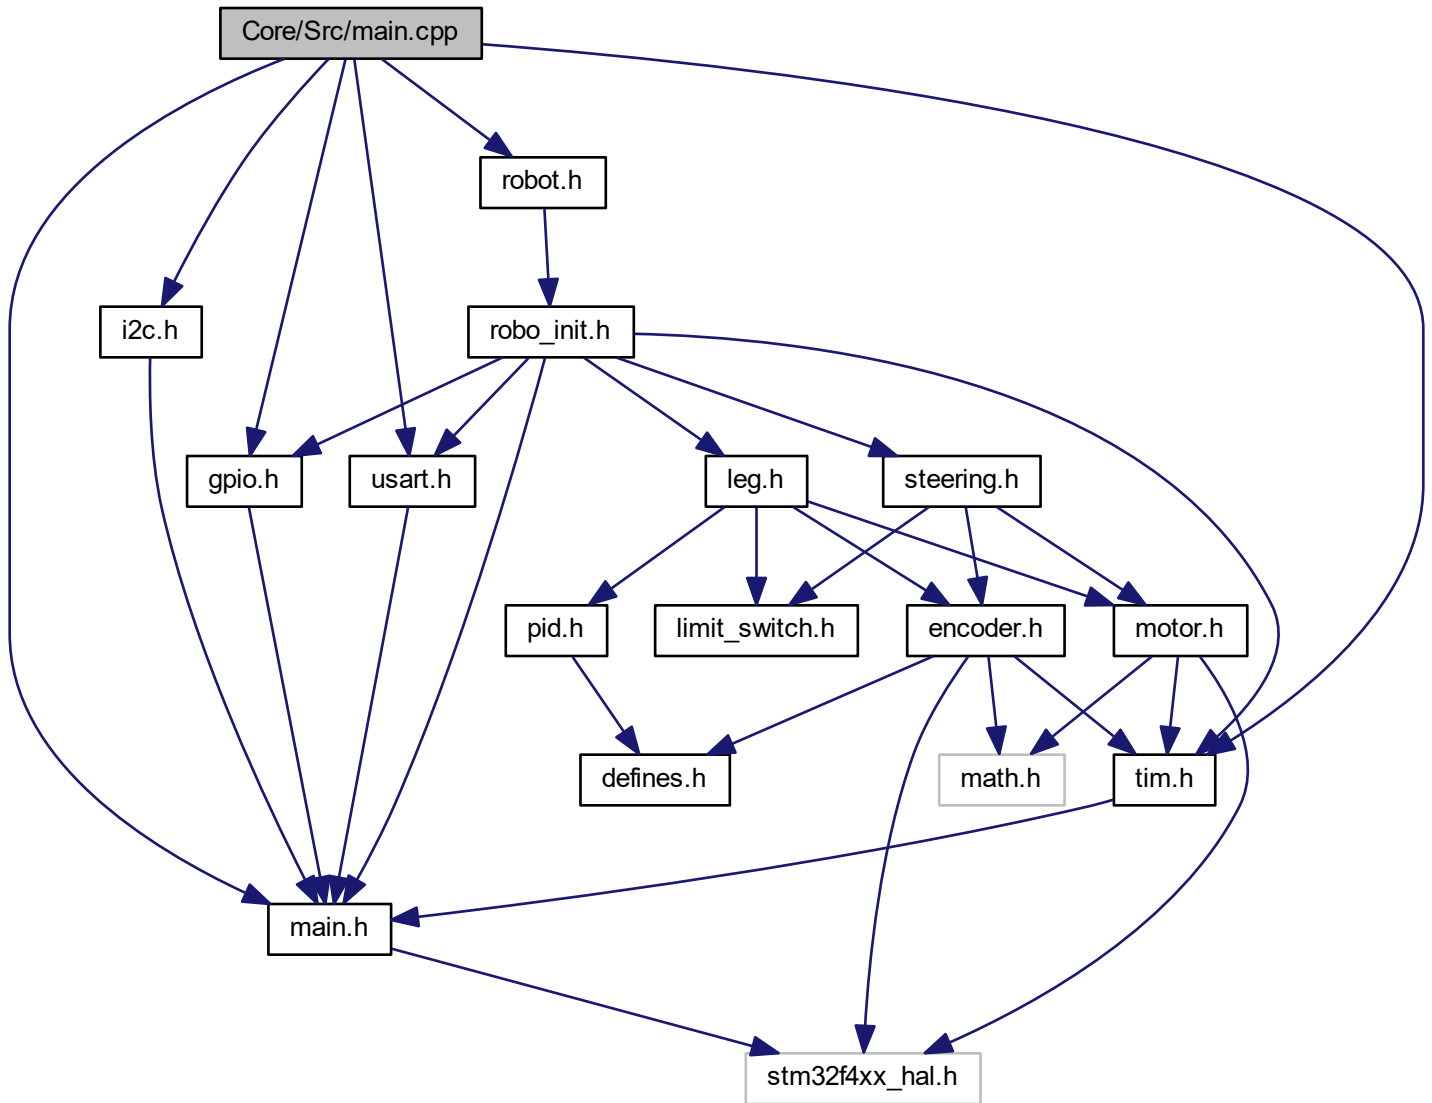 Core/Src/main.cpp
robot.h
i2c.h
robo_init.h
gpio.h
usart.h
leg.h
steering.h
pid.h
limit_switch.h
encoder.h
motor.h
defines.h
math.h
tim.h
main.h
stm32f4xx_hal.h